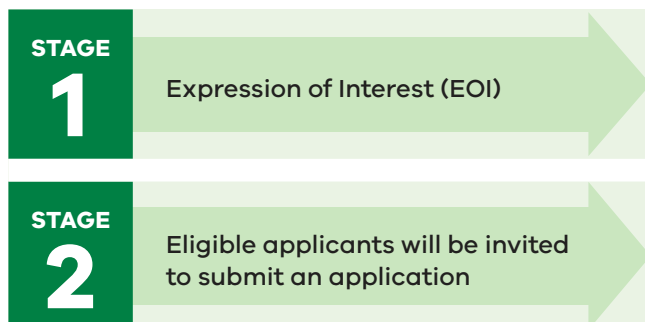 STAGE
1
Expression of Interest (EOI)
STAGE
2
Eligible applicants will be invited
to submit an application